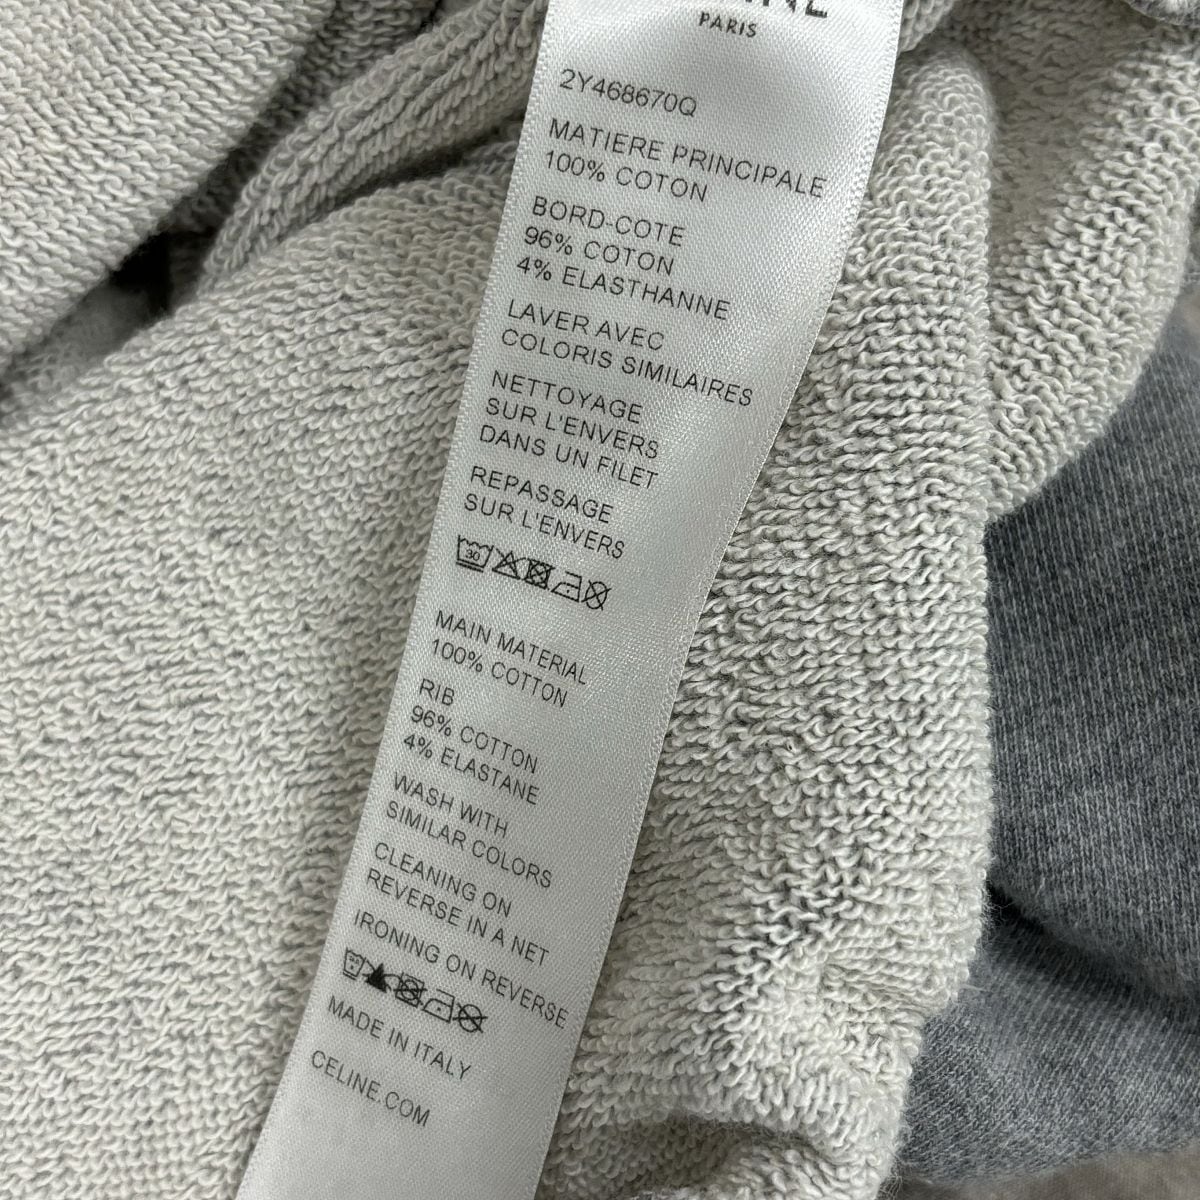 PARIS
2Y468670Q
MATIERE PRINCIPALE
100% COTON
BORD-COTE
96% COTON
4% ELASTHANNE
LAVER AVEC
COLORIS SIMILAIRES
NETTOYAGE
SUR L'ENVERS
DANS UN FILET
REPASSAGE
SUR L'ENVERS
30
MAIN MATERIAL
100% COTTON
RIB
96% COTTON
4% ELASTANE
WASH WITH
SIMILAR COLORS
CLEANING ON
REVERSE IN A NET
IRONING ON REVERSE
MADE IN ITALY
CELINE.COM